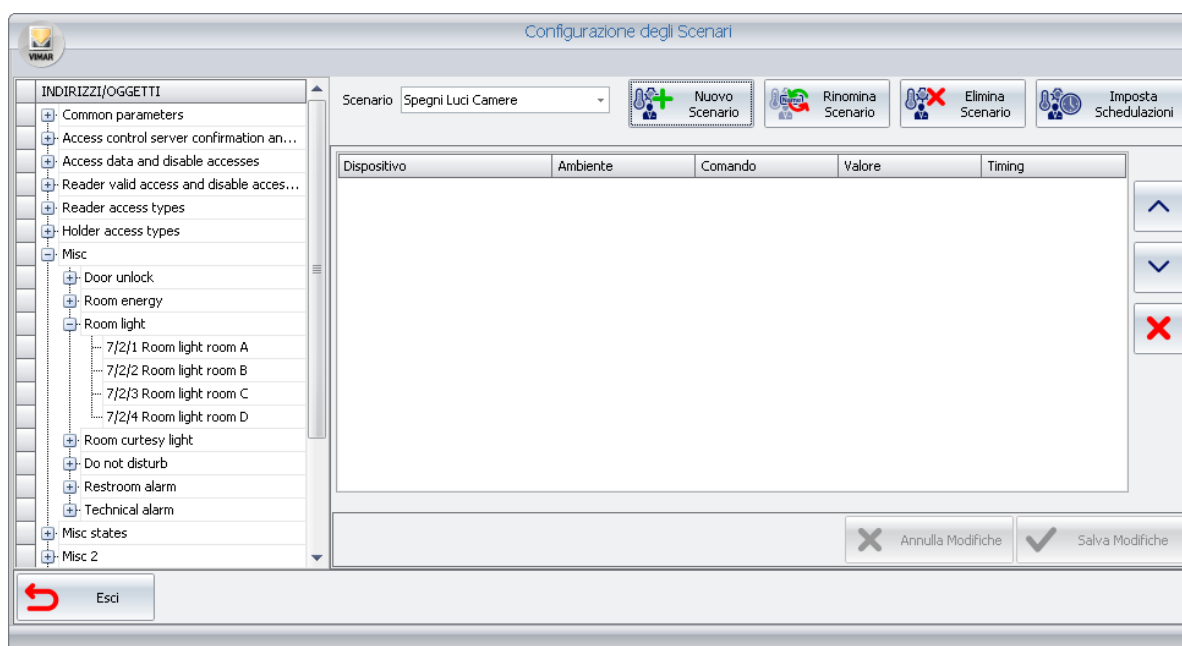 Configurazione degli Scenari
VIMAR
INDIRIZZI/OGGETTI
Common parameters
Access control server confirmation an...
Access data and disable accesses
Reader valid access and disable acces...
Reader access types
Holder access types
Misc
Door unlock
Room energy
Room light
7/2/1 Room light room A
7/2/2 Room light room B
7/2/3 Room light room C
7/2/4 Room light room D
Room curtesy light
Do not disturb
Restroom alarm
Technical alarm
Misc states
Misc 2
Scenario Spegni Luci Camere
Nuovo
Scenario
Rinomina
Scenario
Elimina
Scenario
Imposta
Schedulazioni
Dispositivo Ambiente Comando Valore Timing
Annulla Modifiche Salva Modifiche
Esci